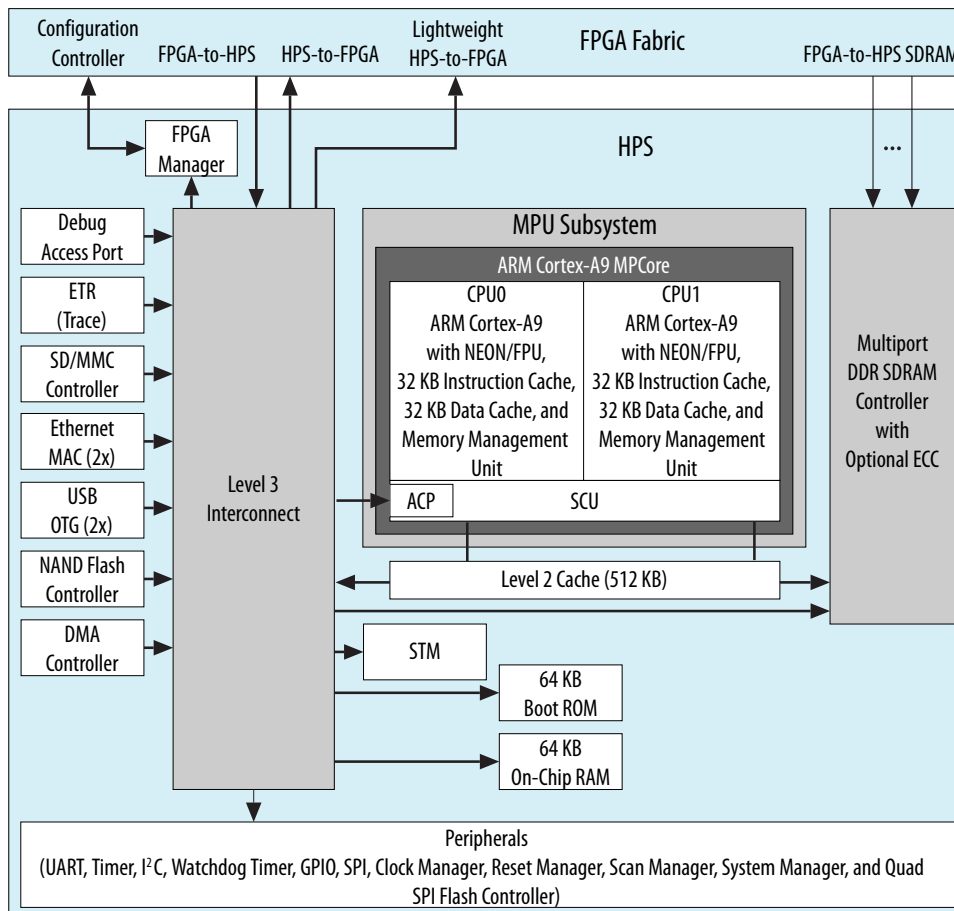 Configuration
Controller
FPGA-to-HPS
HPS-to-FPGA
Lightweight
HPS-to-FPGA
FPGA Fabric
FPGA-to-HPS SDRAM
FPGA
Manager
HPS
...
Debug
Access Port
ETR
(Trace)
SD/MMC
Controller
Ethernet
MAC (2x)
USB
OTG (2x)
NAND Flash
Controller
DMA
Controller
Level 3
Interconnect
MPU Subsystem
ARM Cortex-A9 MPCore
CPU0
ARM Cortex-A9
with NEON/FPU,
32 KB Instruction Cache,
32 KB Data Cache, and
Memory Management
Unit
CPU1
ARM Cortex-A9
with NEON/FPU,
32 KB Instruction Cache,
32 KB Data Cache, and
Memory Management
Unit
ACP
SCU
Level 2 Cache (512 KB)
Multiport
DDR SDRAM
Controller
with
Optional ECC
STM
64 KB
Boot ROM
64 KB
On-Chip RAM
Peripherals
(UART, Timer, I²C, Watchdog Timer, GPIO, SPI, Clock Manager, Reset Manager, Scan Manager, System Manager, and Quad
SPI Flash Controller)